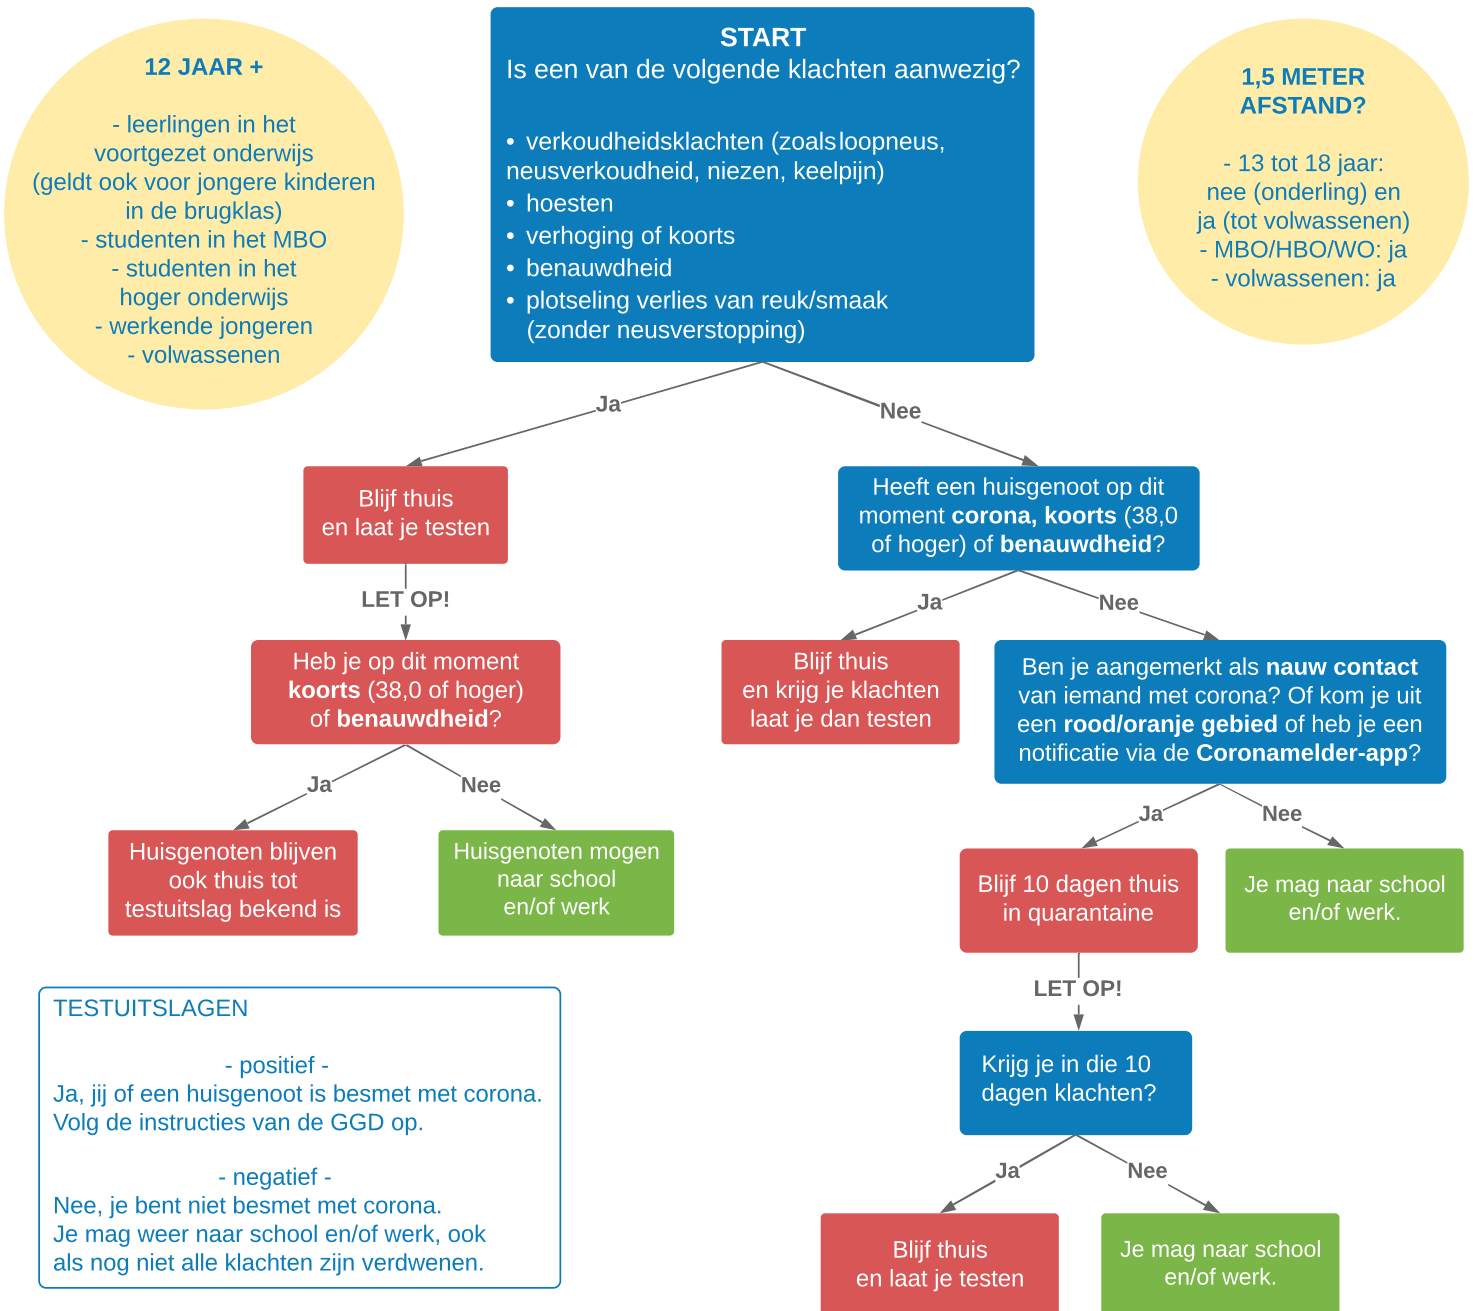 12 JAAR +
- leerlingen in het
voortgezet onderwijs
(geldt ook voor jongere kinderen
in de brugklas)
- studenten in het MBO
- studenten in het
hoger onderwijs
- werkende jongeren
- volwassenen
START
Is een van de volgende klachten aanwezig?
• verkoudheidsklachten (zoals loopneus,
neusverkoudheid, niezen, keelpijn)
• hoesten
• verhoging of koorts
• benauwdheid
• plotseling verlies van reuk/smaak
(zonder neusverstopping)
1,5 METER
AFSTAND?
- 13 tot 18 jaar:
nee (onderling) en
ja (tot volwassenen)
- MBO/HBO/WO: ja
- volwassenen: ja
Ja
Nee
Blijf thuis
en laat je testen
LET OP!
Heb je op dit moment
koorts (38,0 of hoger)
of benauwdheid?
Ja
Nee
Huisgenoten blijven
ook thuis tot
testuitslag bekend is
Huisgenoten mogen
naar school
en/of werk
Heeft een huisgenoot op dit
moment corona, koorts (38,0
of hoger) of benauwdheid?
Ja
Nee
Blijf thuis
en krijg je klachten
laat je dan testen
Ben je aangemerkt als nauw contact
van iemand met corona? Of kom je uit
een rood/oranje gebied of heb je een
notificatie via de Coronamelder-app?
Ja
Nee
Blijf 10 dagen thuis
in quarantaine
Je mag naar school
en/of werk.
LET OP!
Krijg je in die 10
dagen klachten?
Ja
Nee
Blijf thuis
en laat je testen
Je mag naar school
en/of werk.
TESTUITSLAGEN
- positief -
Ja, jij of een huisgenoot is besmet met corona.
Volg de instructies van de GGD op.
- negatief -
Nee, je bent niet besmet met corona.
Je mag weer naar school en/of werk, ook
als nog niet alle klachten zijn verdwenen.